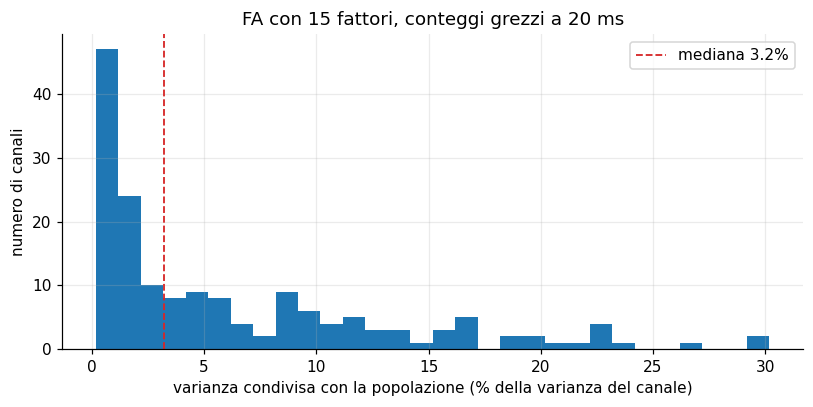 FA con 15 fattori, conteggi grezzi a 20 ms
mediana 3.2%
numero di canali
40
30
20
10
0
0 5 10 15 20 25 30
varianza condivisa con la popolazione (% della varianza del canale)